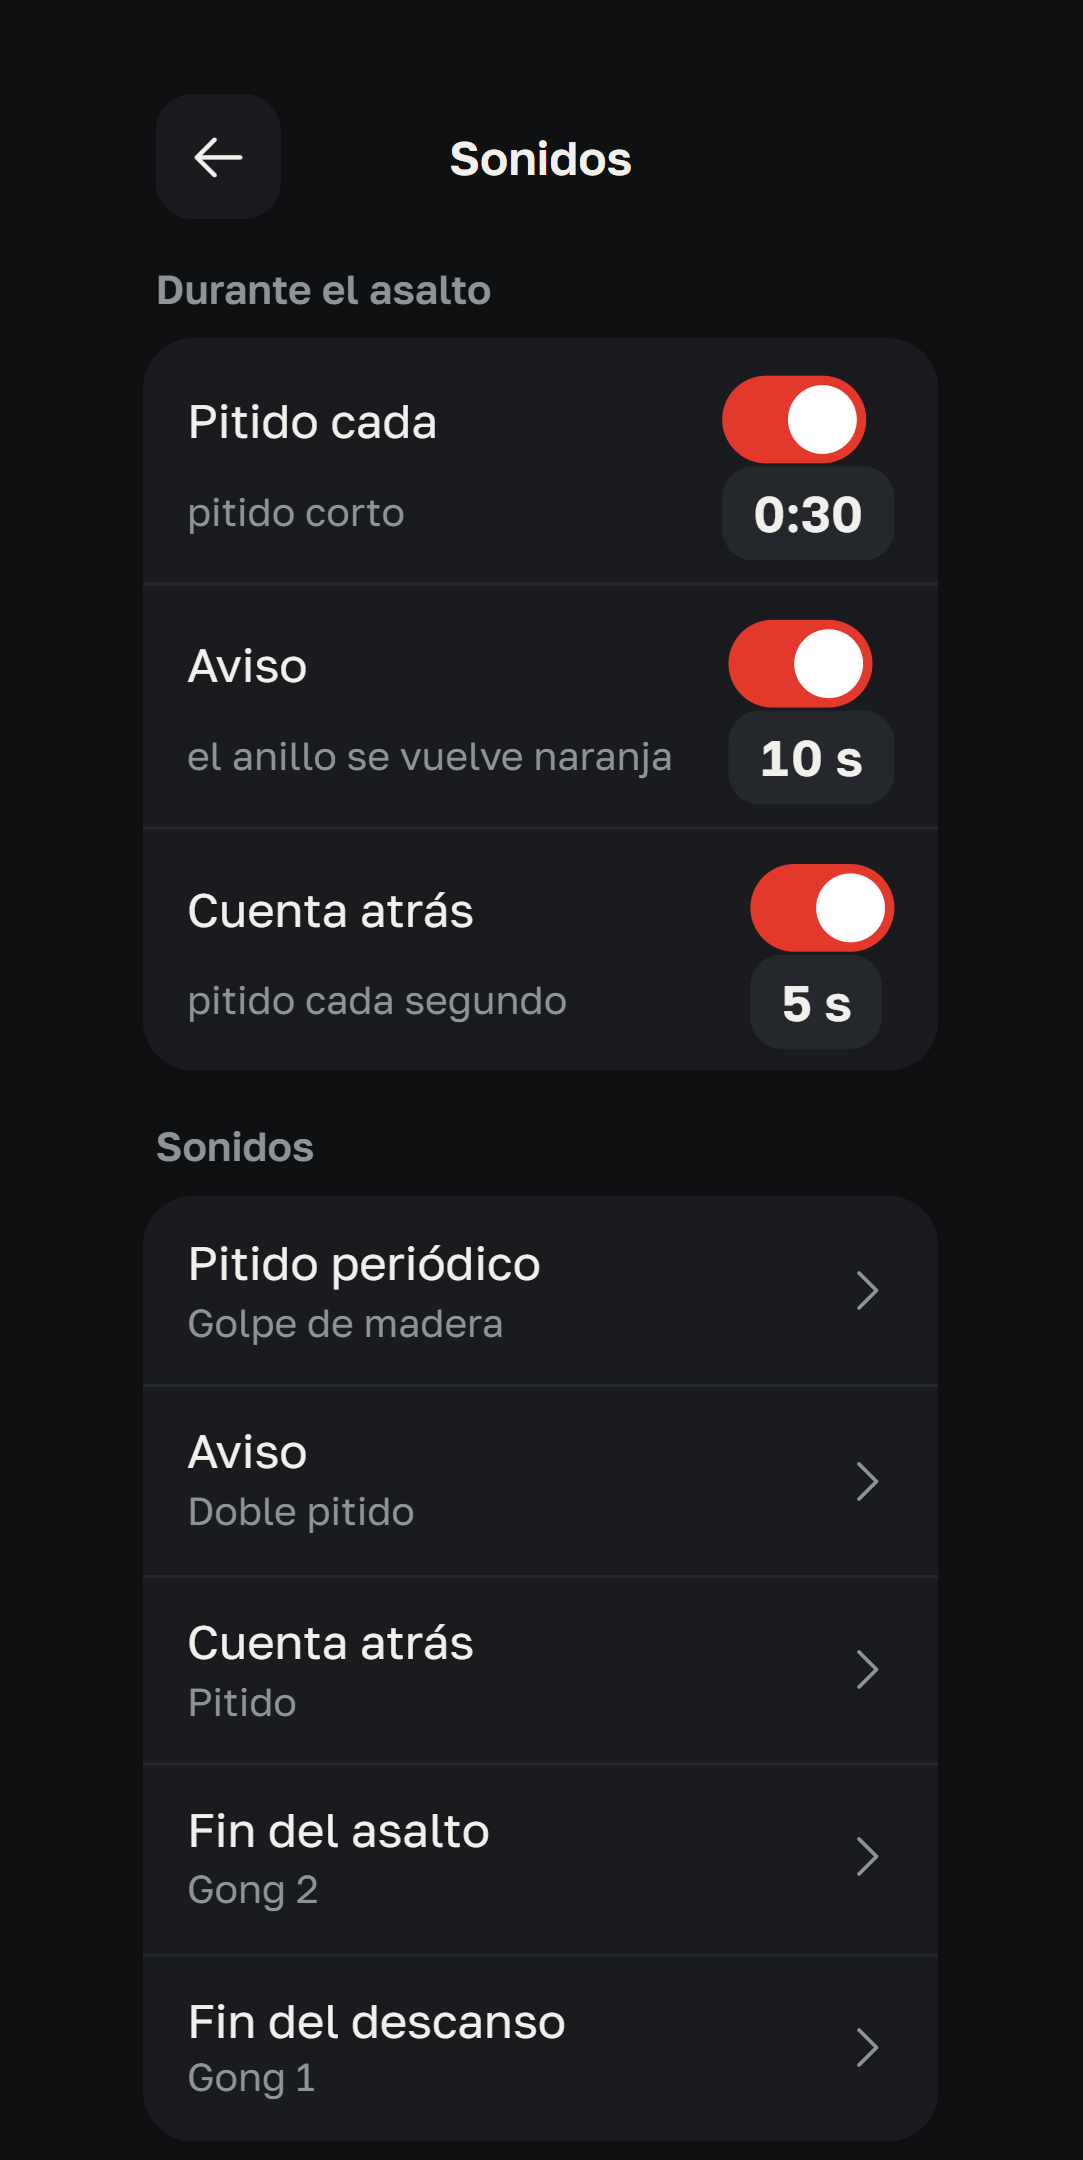 Sonidos
Durante el asalto
Pitido cada
pitido corto
0:30
Aviso
el anillo se vuelve naranja
10 s
Cuenta atrás
pitido cada segundo
5 s
Sonidos
Pitido periódico
Golpe de madera
Aviso
Doble pitido
Cuenta atrás
Pitido
Fin del asalto
Gong 2
Fin del descanso
Gong 1